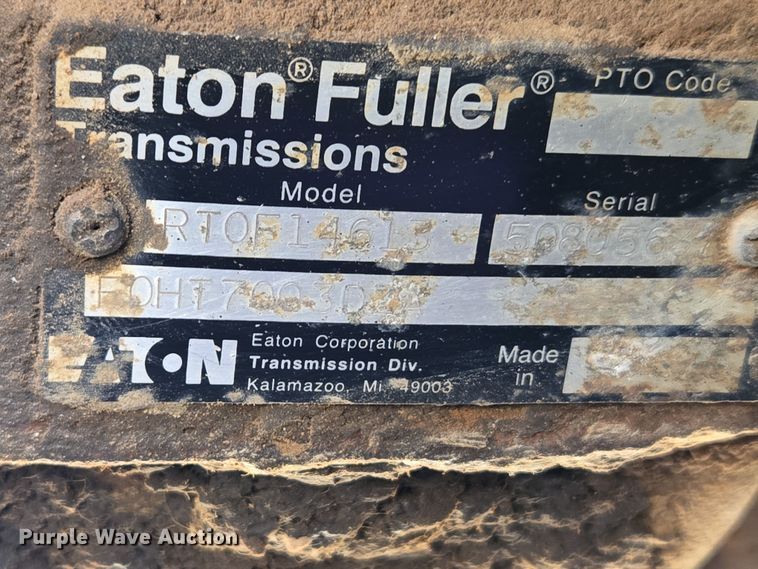 Eaton® Fuller®
Transmissions
PTO Code
Model
Serial
RTOF14613
EATON
Eaton Corporation
Transmission Div.
Kalamazoo, Mi. 49003
Made
in
Purple Wave Auction